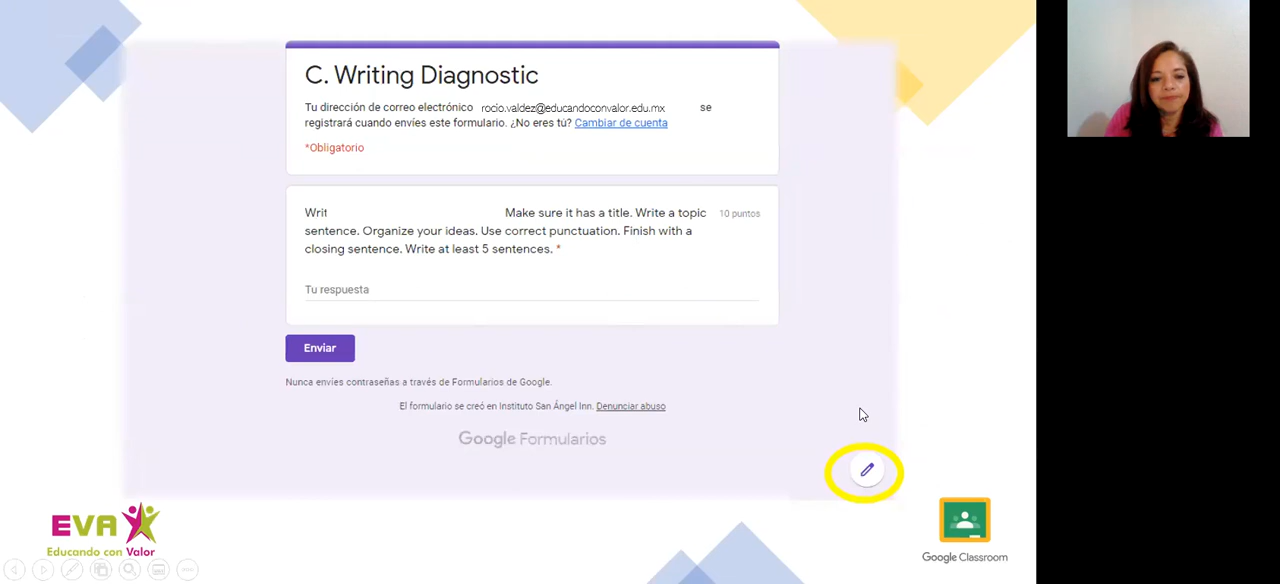 C. Writing Diagnostic
Tu dirección de correo electrónico rocio.valdez@educandoconvalor.edu.mx se
registrará cuando envíes este formulario. ¿No eres tú? Cambiar de cuenta
*Obligatorio
Writ Make sure it has a title. Write a topic 10 puntos
sentence. Organize your ideas. Use correct punctuation. Finish with a
closing sentence. Write at least 5 sentences. *
Tu respuesta
Enviar
Nunca envíes contraseñas a través de Formularios de Google.
El formulario se creó en Instituto San Ángel Inn. Denunciar abuso
Google Formularios
EVA
Educando con Valor
Google Classroom